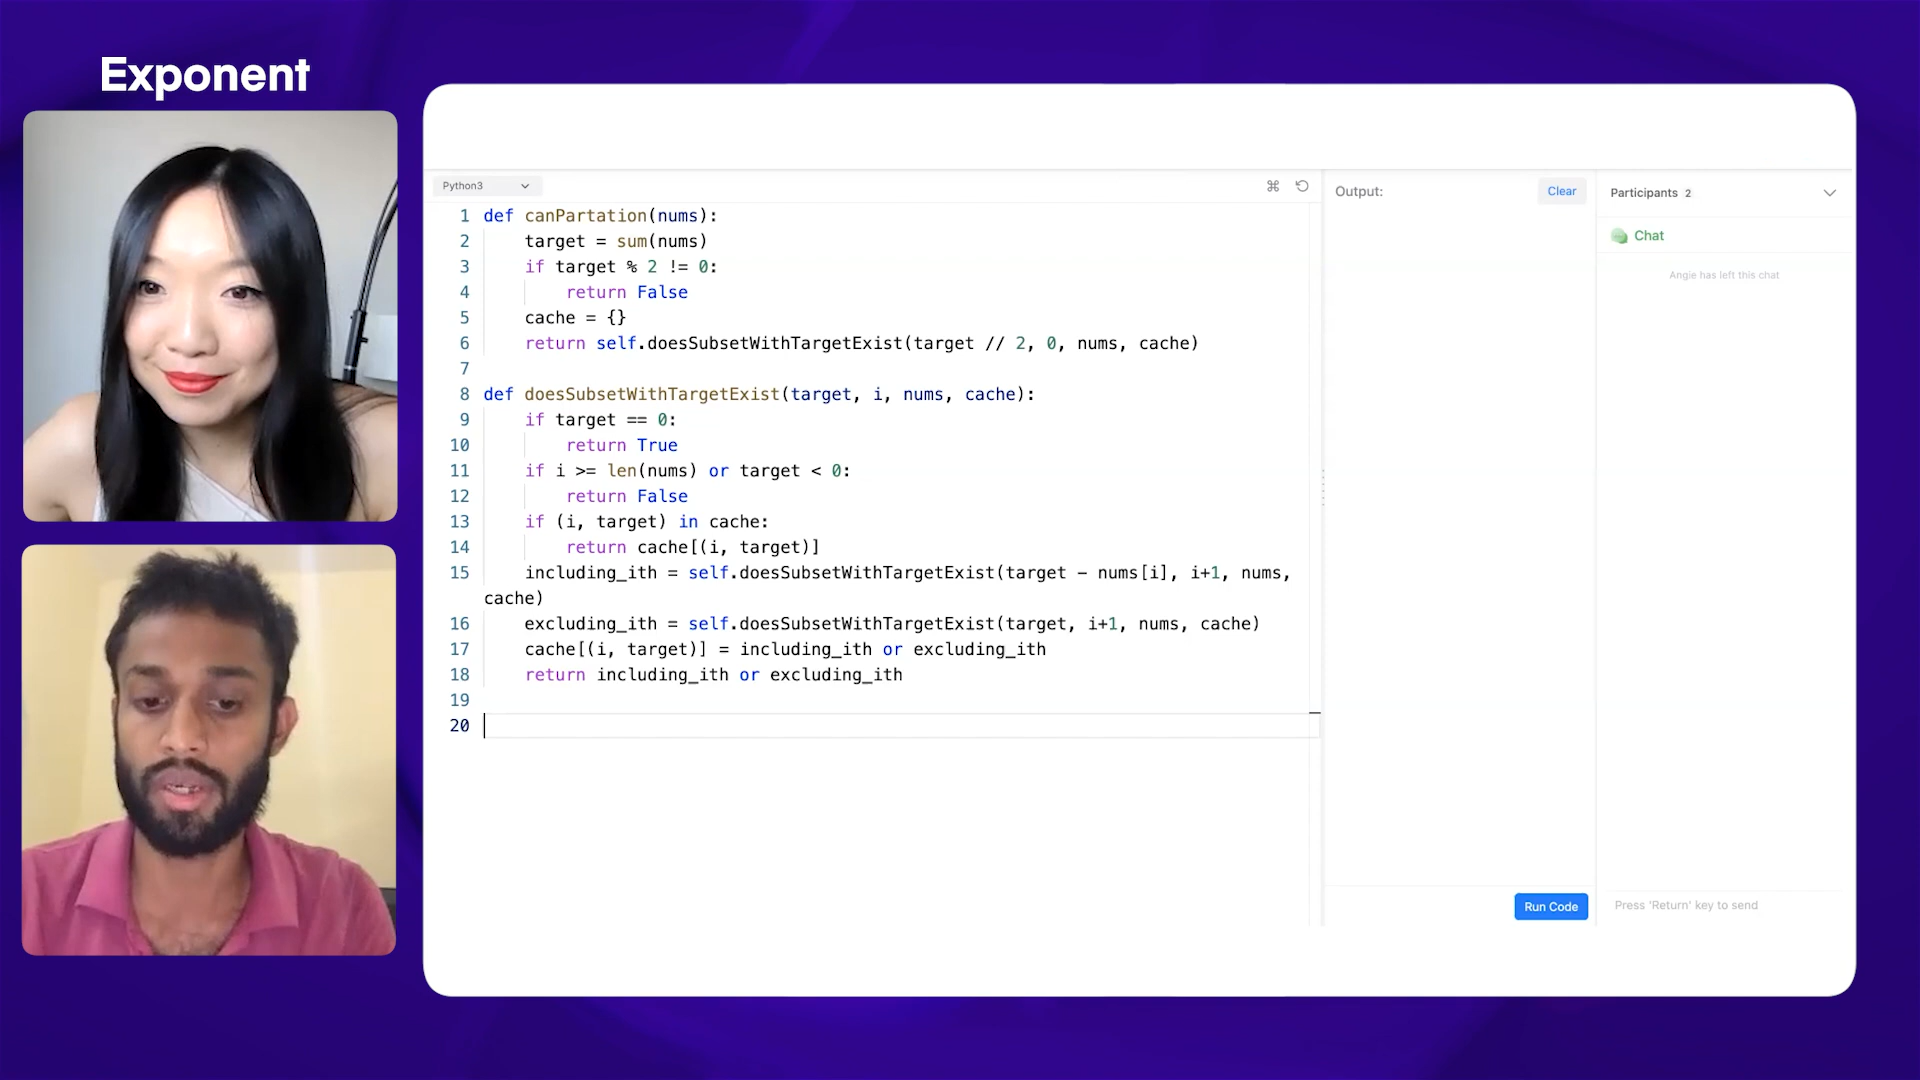 Exponent
Python3
Output:
Clear
Participants 2
Chat
Angie has left this chat
1 def canPartation(nums):
2 target = sum(nums)
3 if target % 2 != 0:
4 return False
5 cache = {}
6 return self.doesSubsetWithTargetExist(target // 2, 0, nums, cache)
7
8 def doesSubsetWithTargetExist(target, i, nums, cache):
9 if target == 0:
10 return True
11 if i >= len(nums) or target < 0:
12 return False
13 if (i, target) in cache:
14 return cache[(i, target)]
15 including_ith = self.doesSubsetWithTargetExist(target - nums[i], i+1, nums,
cache)
16 excluding_ith = self.doesSubsetWithTargetExist(target, i+1, nums, cache)
17 cache[(i, target)] = including_ith or excluding_ith
18 return including_ith or excluding_ith
19
20
Run Code
Press 'Return' key to send